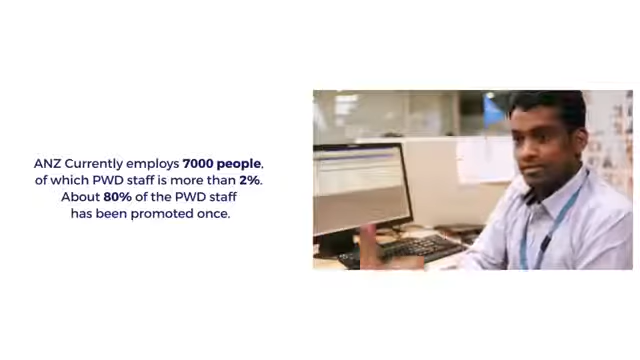 ANZ Currently employs 7000 people,
of which PWD staff is more than 2%.
About 80% of the PWD staff
has been promoted once.